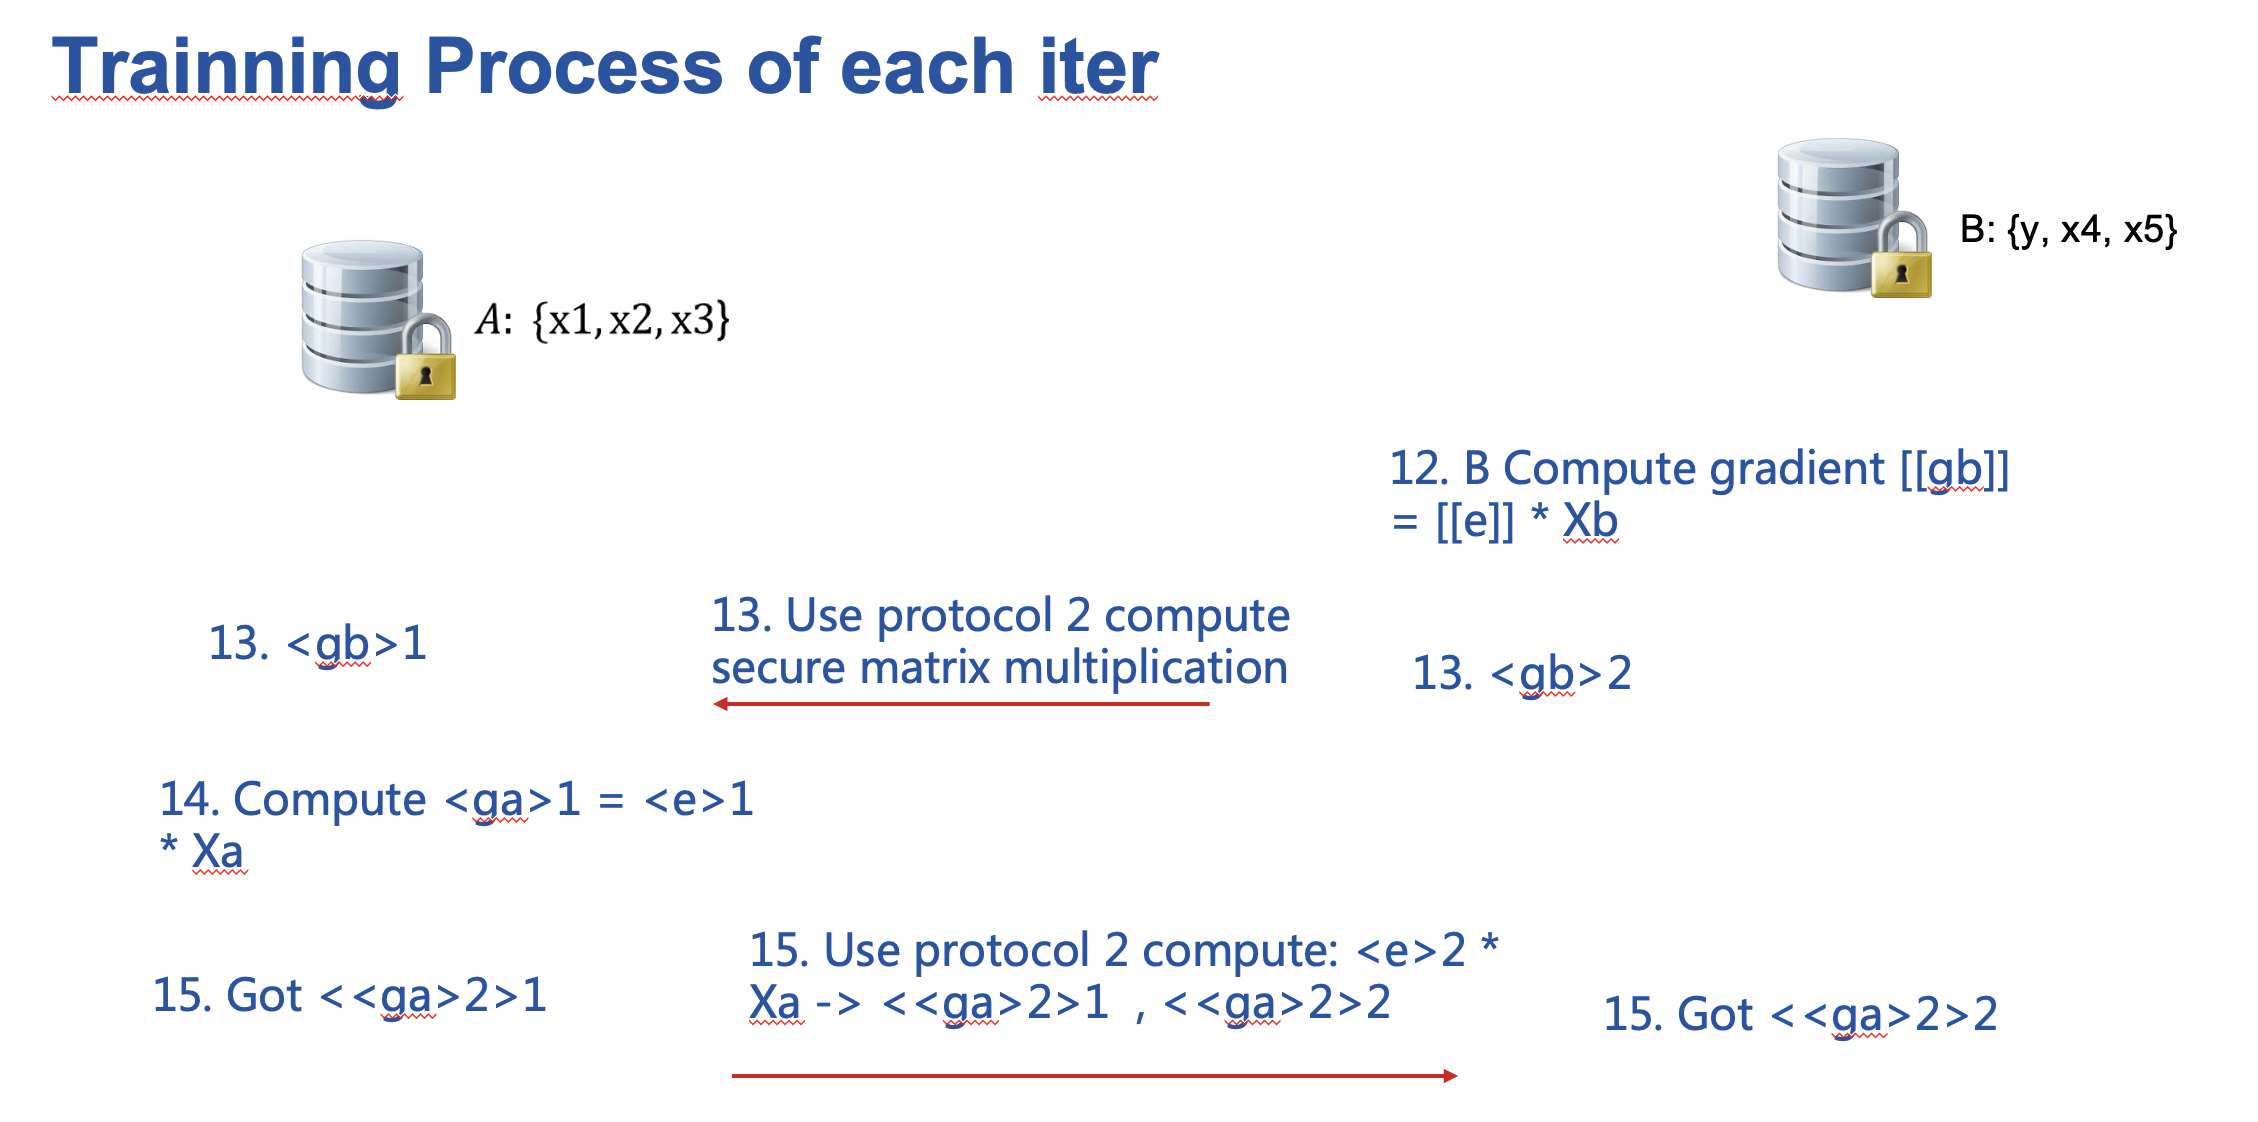 Trainning Process of each iter
B: {y, x4, x5}
A: {x1, x2, x3}
12. B Compute gradient [[gb]]
= [[e]] * Xb
13. <gb>1
13. Use protocol 2 compute
secure matrix multiplication
13. <gb>2
14. Compute <ga>1 = <e>1
* Xa
15. Got <<ga>2>1
15. Use protocol 2 compute: <e>2 *
Xa -> <<ga>2>1 , <<ga>2>2
15. Got <<ga>2>2